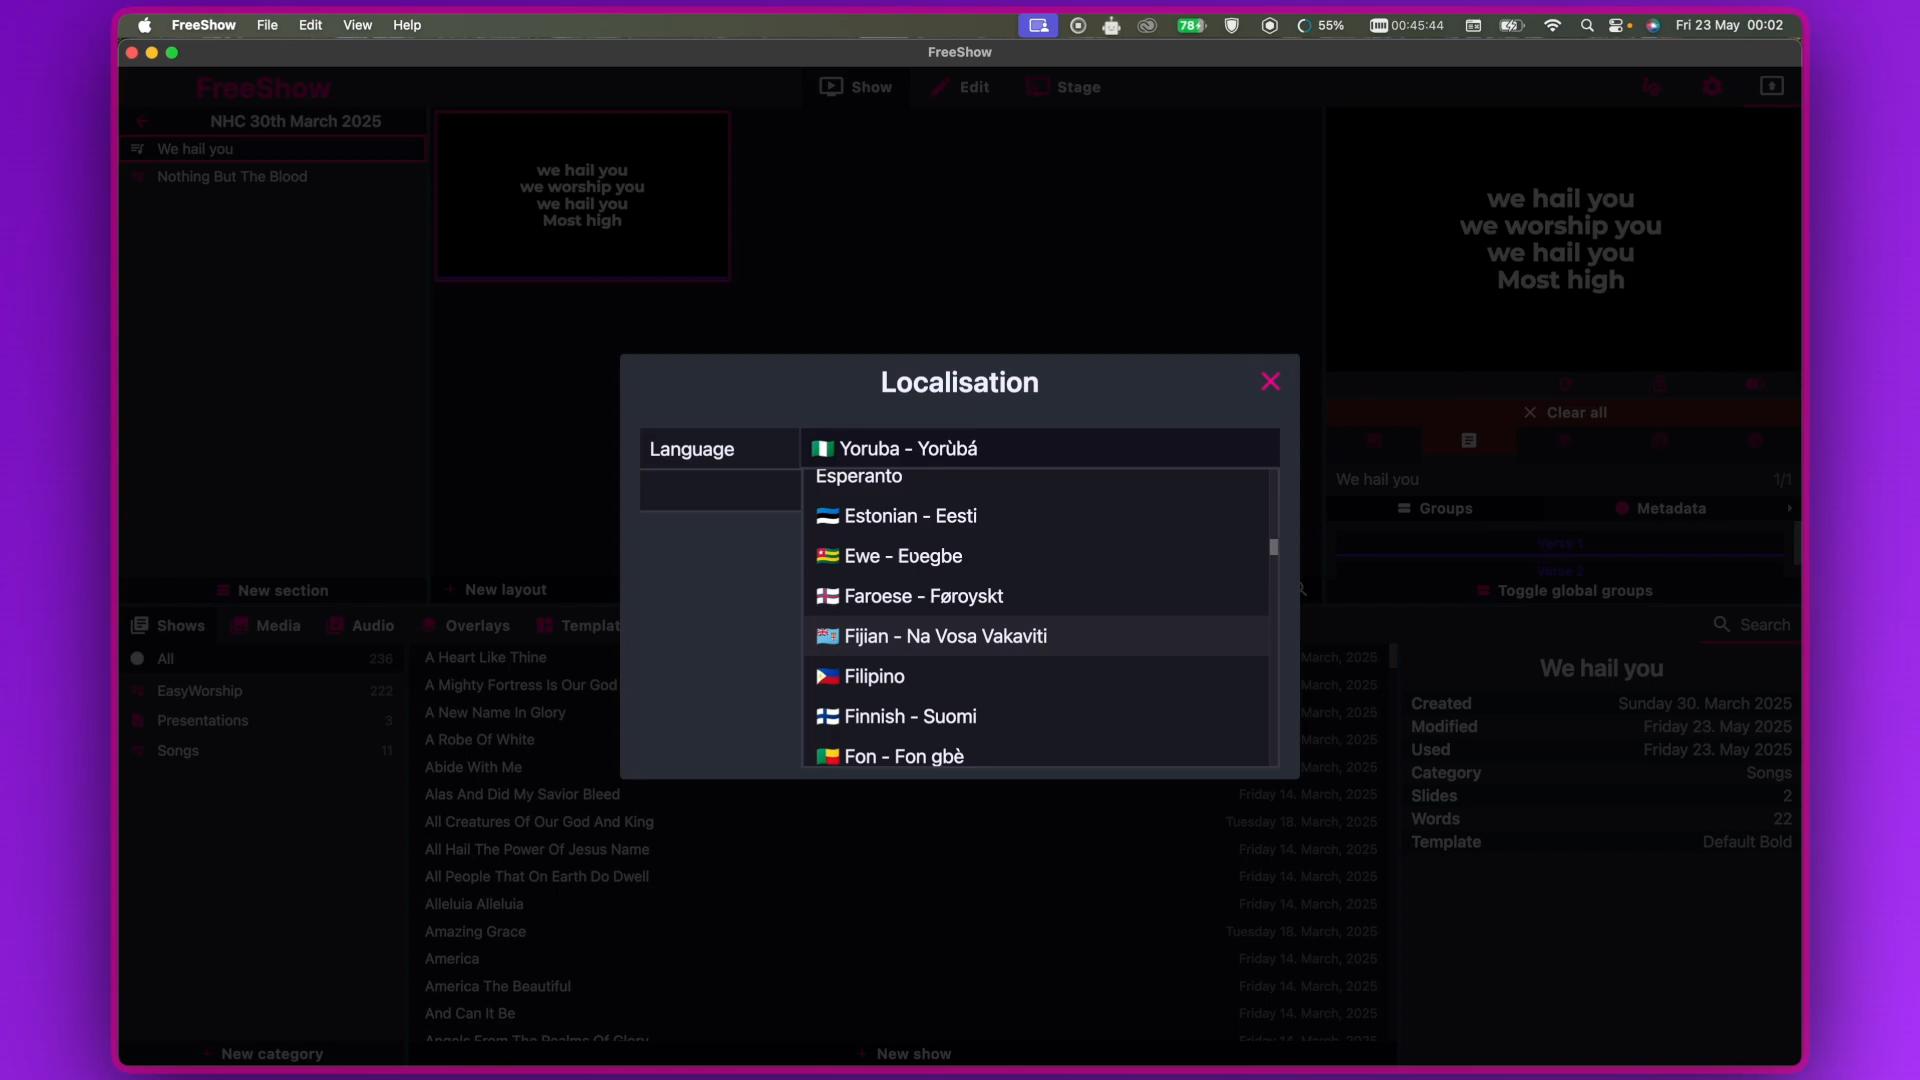 FreeShow File Edit View Help
78 55% 00:45:44 Fri 23 May 00:02
FreeShow
FreeShow
Show Edit Stage
NHC 30th March 2025
We hail you
Nothing But The Blood
we hail you
we worship you
we hail you
Most high
we hail you
we worship you
we hail you
Most high
Clear all
We hail you 1/1
Groups Metadata
Verse 1
Verse 2
Toggle global groups
Localisation
Language
🇳🇬 Yoruba - Yorùbá
Esperanto
Estonian - Eesti
Ewe - Eʋegbe
Faroese - Føroyskt
Fijian - Na Vosa Vakaviti
Filipino
Finnish - Suomi
Fon - Fon gbè
New section
New layout
Shows Media Audio Overlays Templat
Search
All 236
EasyWorship 222
Presentations 3
Songs 11
New category
A Heart Like Thine March, 2025
A Mighty Fortress Is Our God March, 2025
A New Name In Glory March, 2025
A Robe Of White March, 2025
Abide With Me March, 2025
Alas And Did My Savior Bleed Friday 14. March, 2025
All Creatures Of Our God And King Tuesday 18. March, 2025
All Hail The Power Of Jesus Name Friday 14. March, 2025
All People That On Earth Do Dwell Friday 14. March, 2025
Alleluia Alleluia Friday 14. March, 2025
Amazing Grace Tuesday 18. March, 2025
America Friday 14. March, 2025
America The Beautiful Friday 14. March, 2025
And Can It Be Friday 14. March, 2025
Angels From The Realms Of Glory Friday 14. March, 2025
New show
We hail you
Created Sunday 30. March 2025
Modified Friday 23. May 2025
Used Friday 23. May 2025
Category Songs
Slides 2
Words 22
Template Default Bold